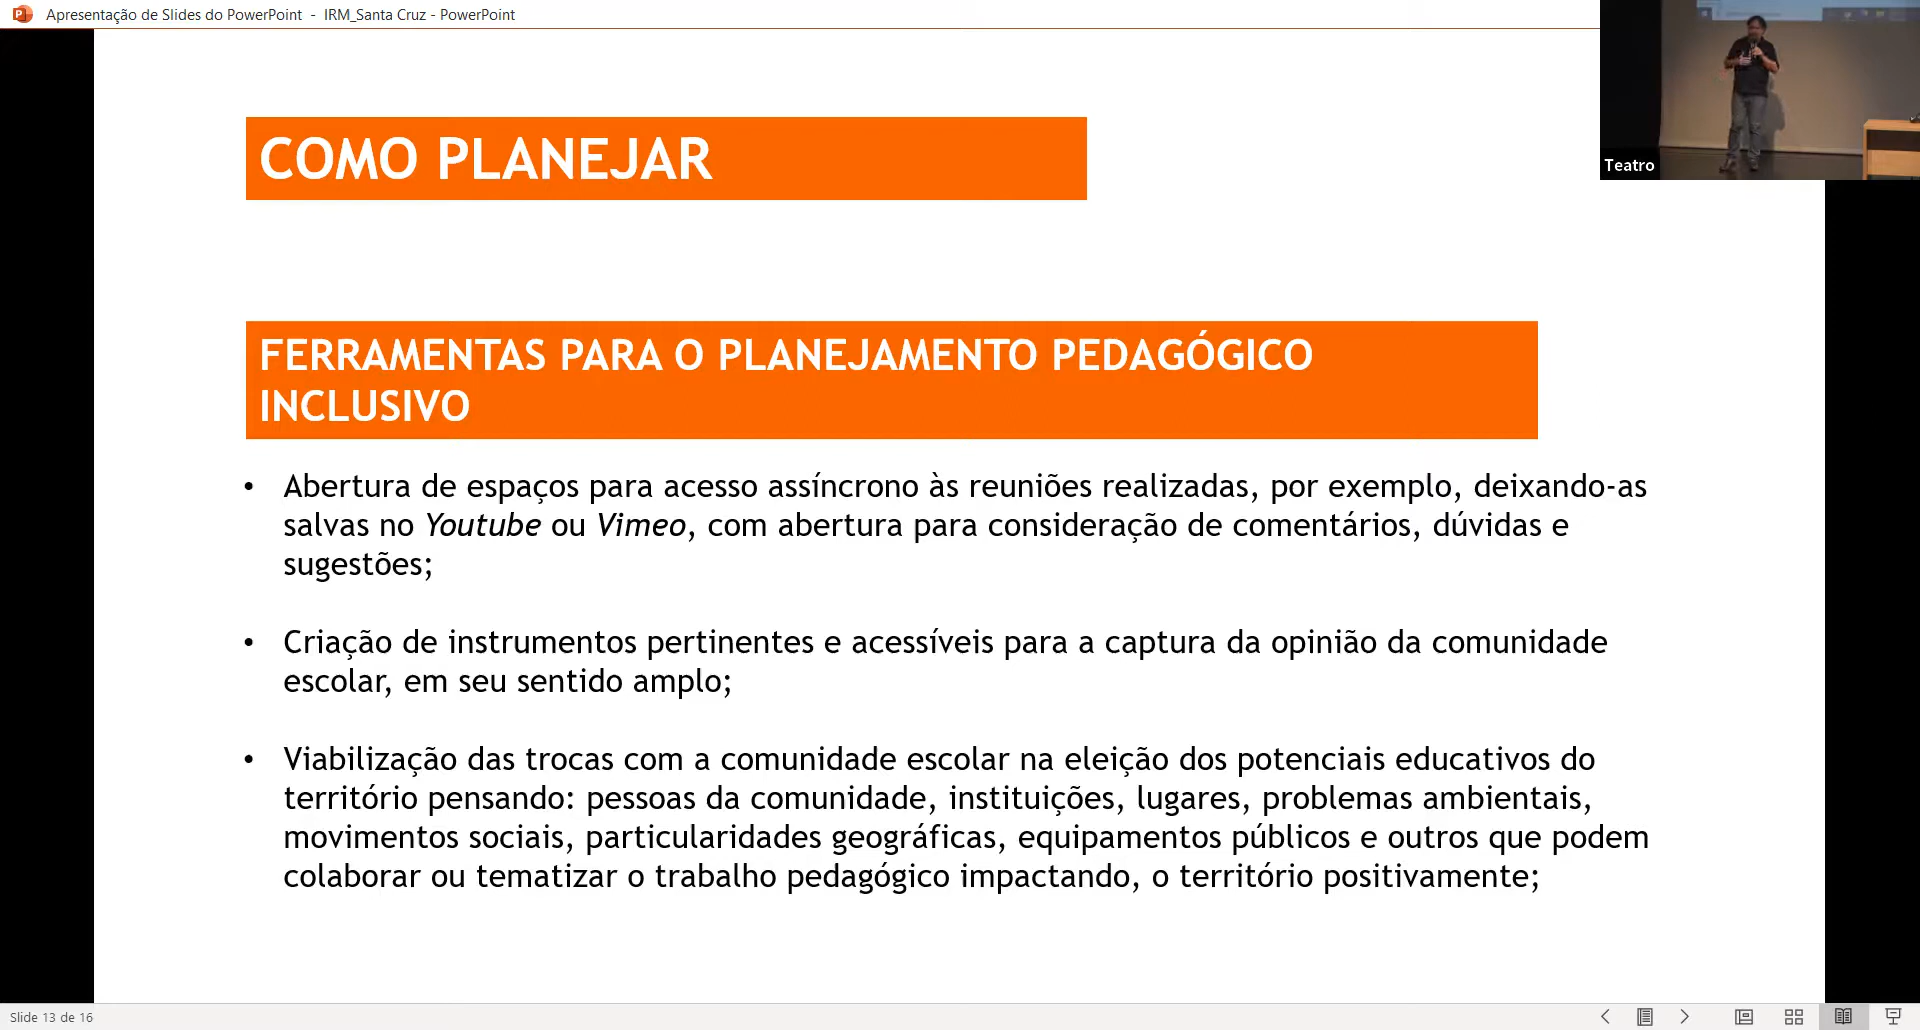 Apresentação de Slides do PowerPoint - IRM_Santa Cruz - PowerPoint
Teatro
COMO PLANEJAR
FERRAMENTAS PARA O PLANEJAMENTO PEDAGÓGICO
INCLUSIVO
• Abertura de espaços para acesso assíncrono às reuniões realizadas, por exemplo, deixando-as
salvas no Youtube ou Vimeo, com abertura para consideração de comentários, dúvidas e
sugestões;
• Criação de instrumentos pertinentes e acessíveis para a captura da opinião da comunidade
escolar, em seu sentido amplo;
• Viabilização das trocas com a comunidade escolar na eleição dos potenciais educativos do
território pensando: pessoas da comunidade, instituições, lugares, problemas ambientais,
movimentos sociais, particularidades geográficas, equipamentos públicos e outros que podem
colaborar ou tematizar o trabalho pedagógico impactando, o território positivamente;
Slide 13 de 16